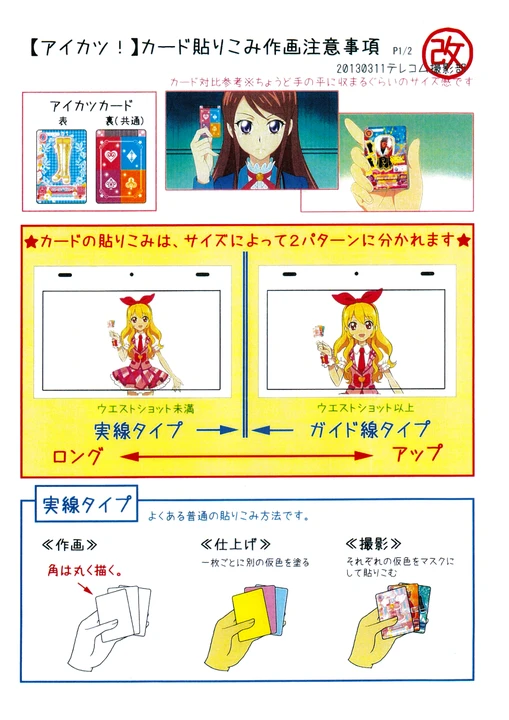 【アイカツ！】カード貼りこみ作画注意事項 P1/2
改
20130311テレコム撮影部
カード対比参考※ちょうど手の平に収まるぐらいのサイズ感です
アイカツカード
表 裏(共通)
★カードの貼りこみは、サイズによって2パターンに分かれます★
ウエストショット未満 ウエストショット以上
実線タイプ ガイド線タイプ
ロング アップ
実線タイプ
よくある普通の貼りこみ方法です。
≪作画≫ ≪仕上げ≫ ≪撮影≫
角は丸く描く。
一枚ごとに別の仮色を塗る
それぞれの仮色をマスクに
して貼りこむ